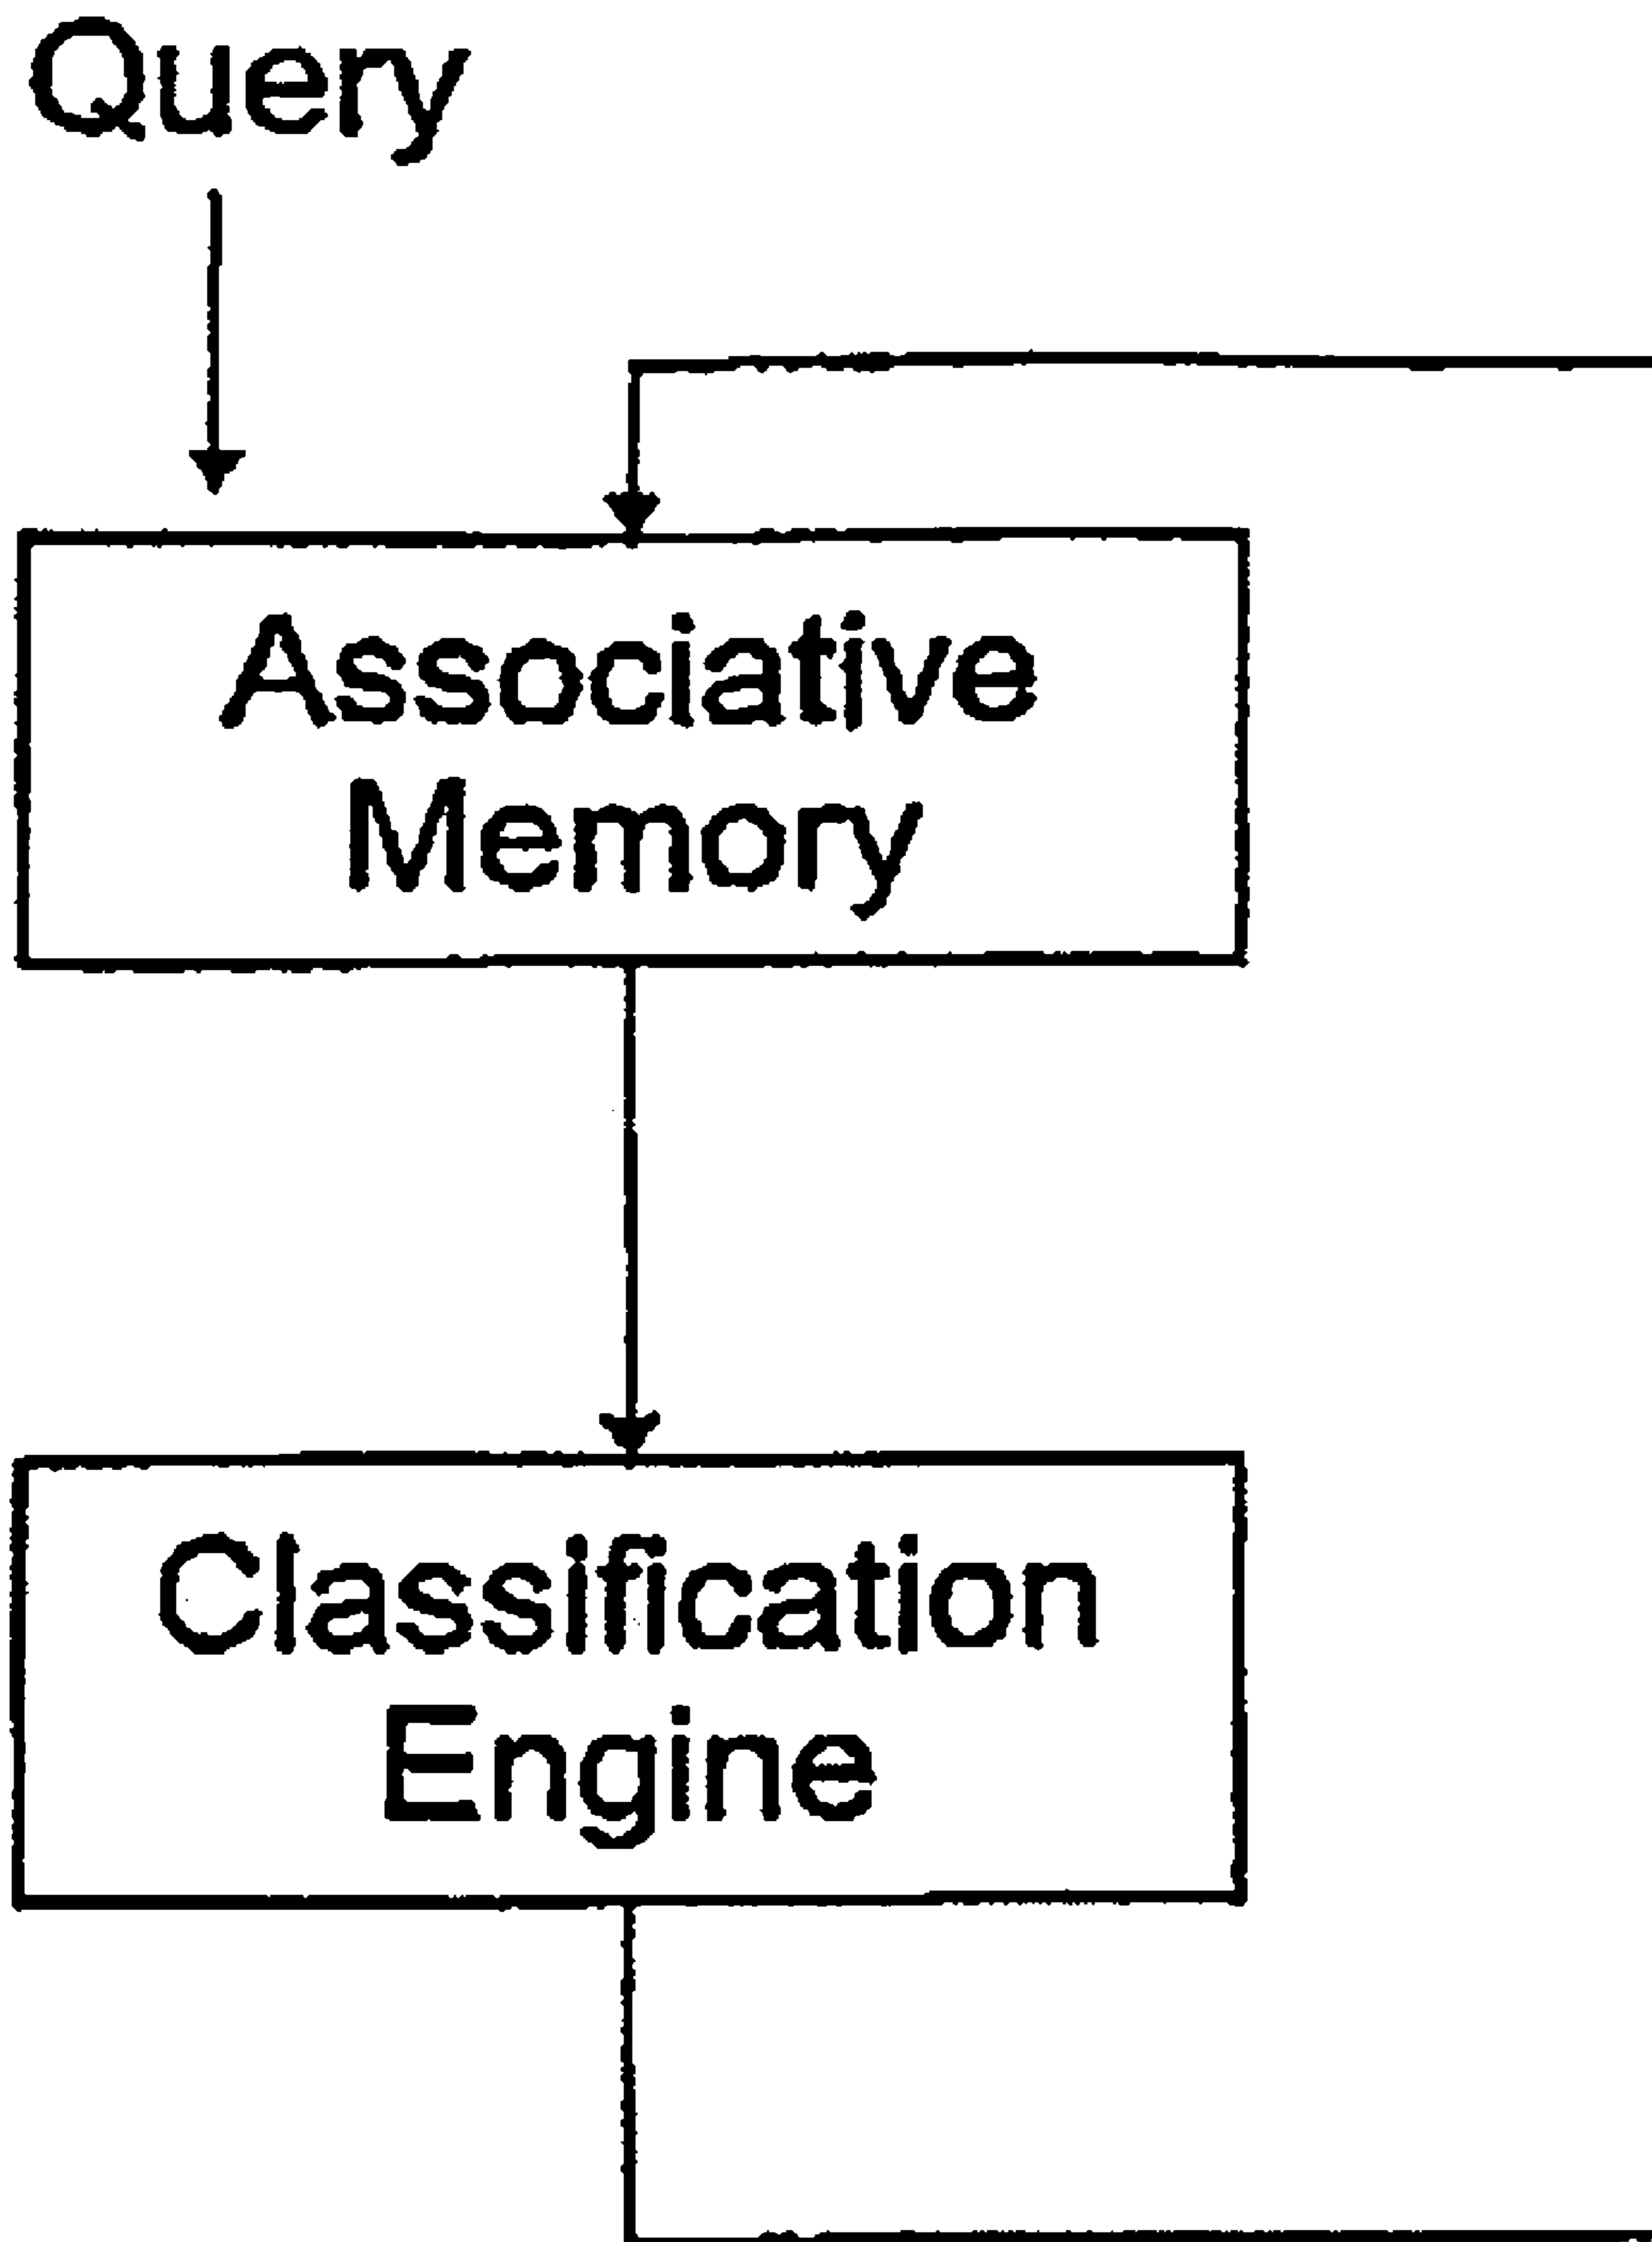 Query
Associative
Memory
Classification
Engine